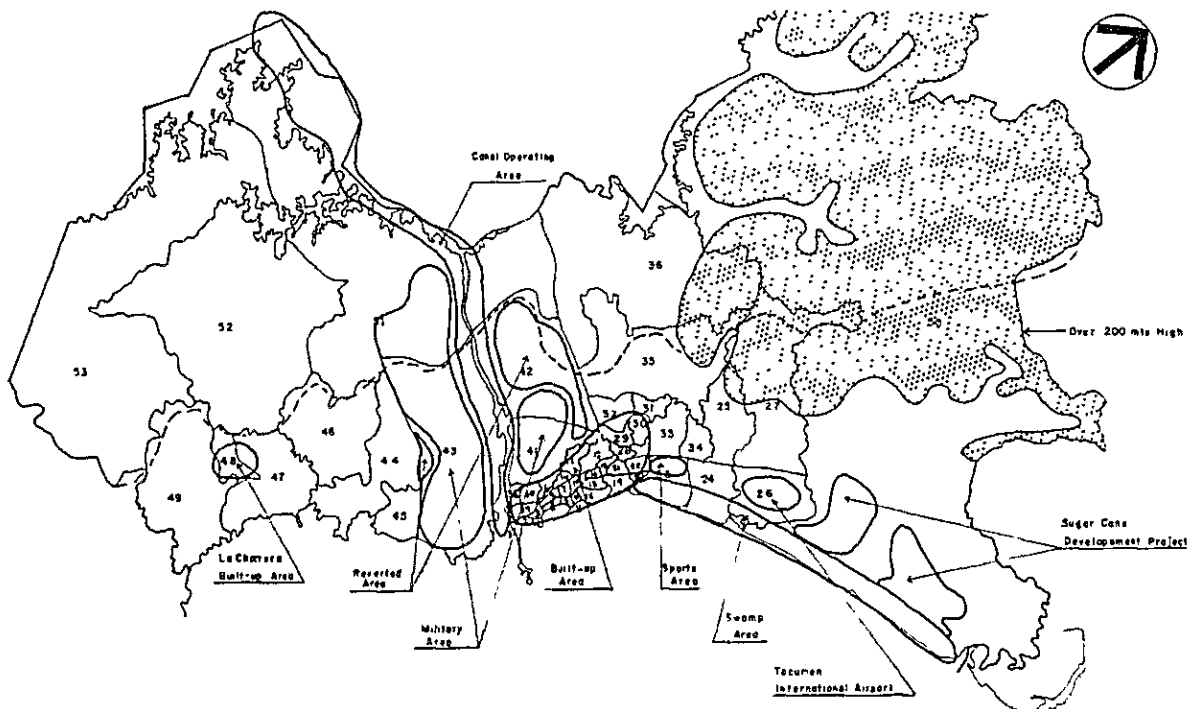 Canal Operating
Area
36
Over 200 mts High
52
35
53
42
25
27
31
32
30
33
46
29
34
48
41
44
43
47
24
26
49
19
45
Sugar Cane
Development Project
La Chorrera
Built-up Area
Reverted
Area
Built-up
Area
Sports
Area
Military
Area
Swamp
Area
Tocumen
International Airport